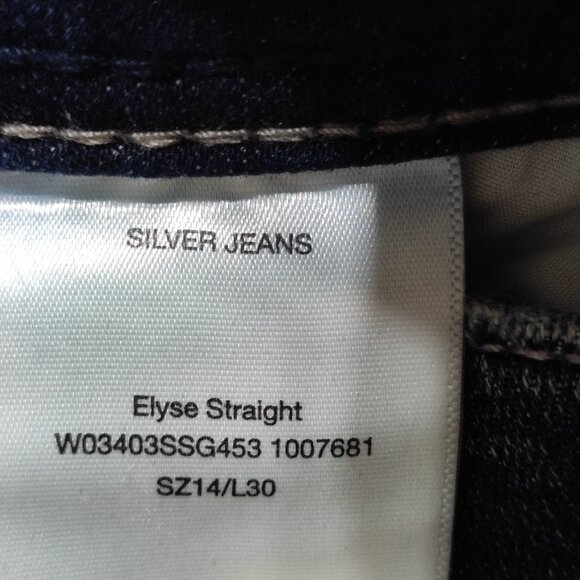 SILVER JEANS
Elyse Straight
W03403SSG453 1007681
SZ14/L30